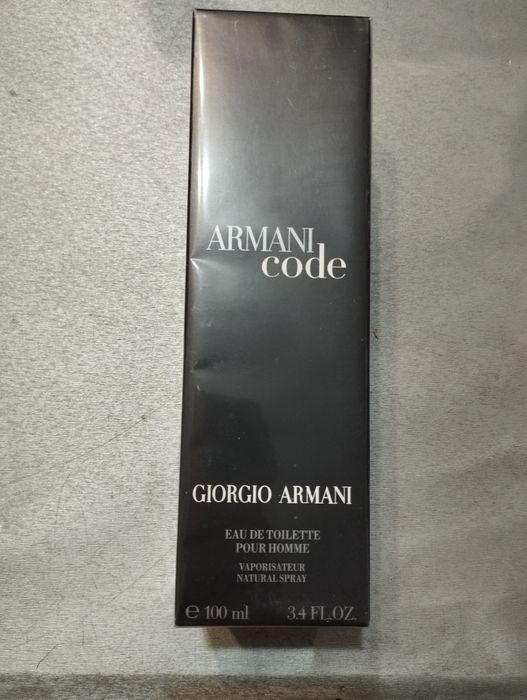 ARMANI
code
GIORGIO ARMANI
EAU DE TOILETTE
POUR HOMME
VAPORISATEUR
NATURAL SPRAY
℮ 100 ml 3.4 FL.OZ.